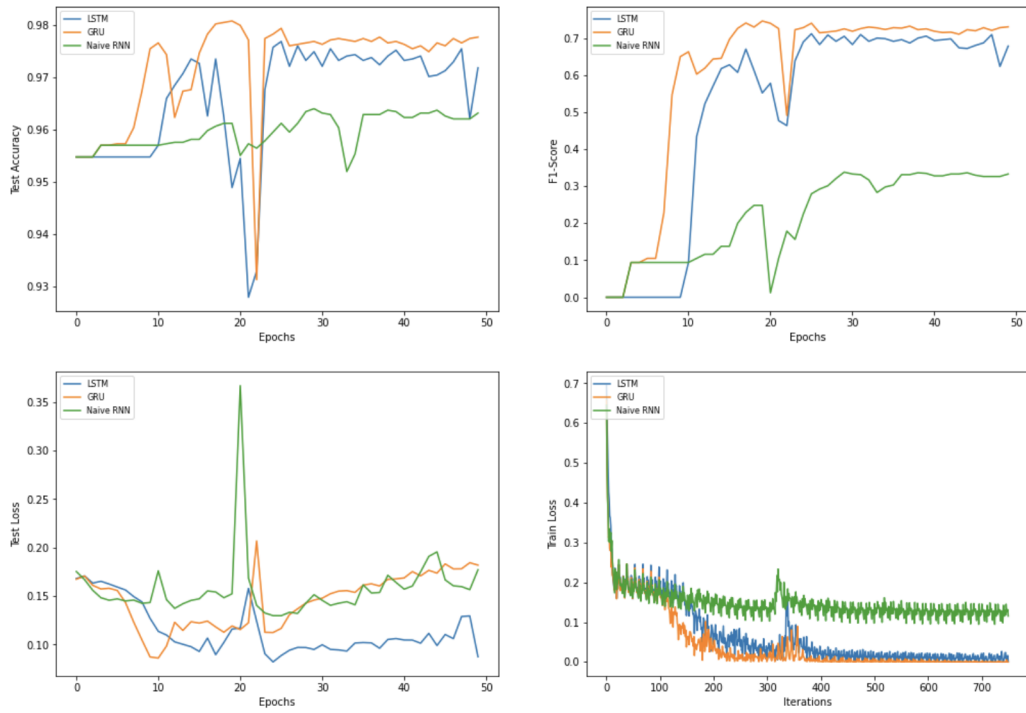 LSTM
GRU
Naive RNN
Test Accuracy
0.98
0.97
0.96
0.95
0.94
0.93
0 10 20 30 40 50
Epochs
LSTM
GRU
Naive RNN
F1-Score
0.7
0.6
0.5
0.4
0.3
0.2
0.1
0.0
0 10 20 30 40 50
Epochs
LSTM
GRU
Naive RNN
Test Loss
0.35
0.30
0.25
0.20
0.15
0.10
0 10 20 30 40 50
Epochs
LSTM
GRU
Naive RNN
Train Loss
0.7
0.6
0.5
0.4
0.3
0.2
0.1
0.0
0 100 200 300 400 500 600 700
Iterations